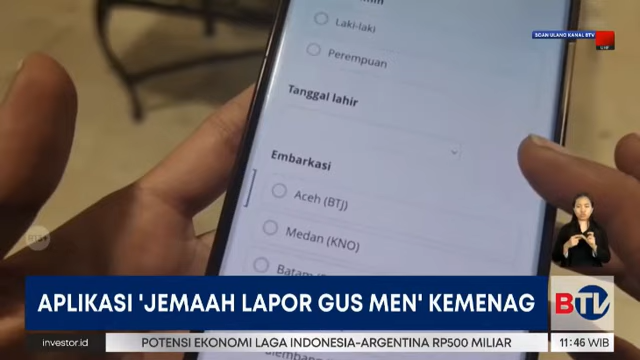 SCAN ULANG KANAL BTV
Laki-laki
Perempuan
Tanggal lahir
Embarkasi
Aceh (BTJ)
Medan (KNO)
Batam
APLIKASI 'JEMAAH LAPOR GUS MEN' KEMENAG
BTV
investor.id
POTENSI EKONOMI LAGA INDONESIA-ARGENTINA RP500 MILIAR
11:46 WIB